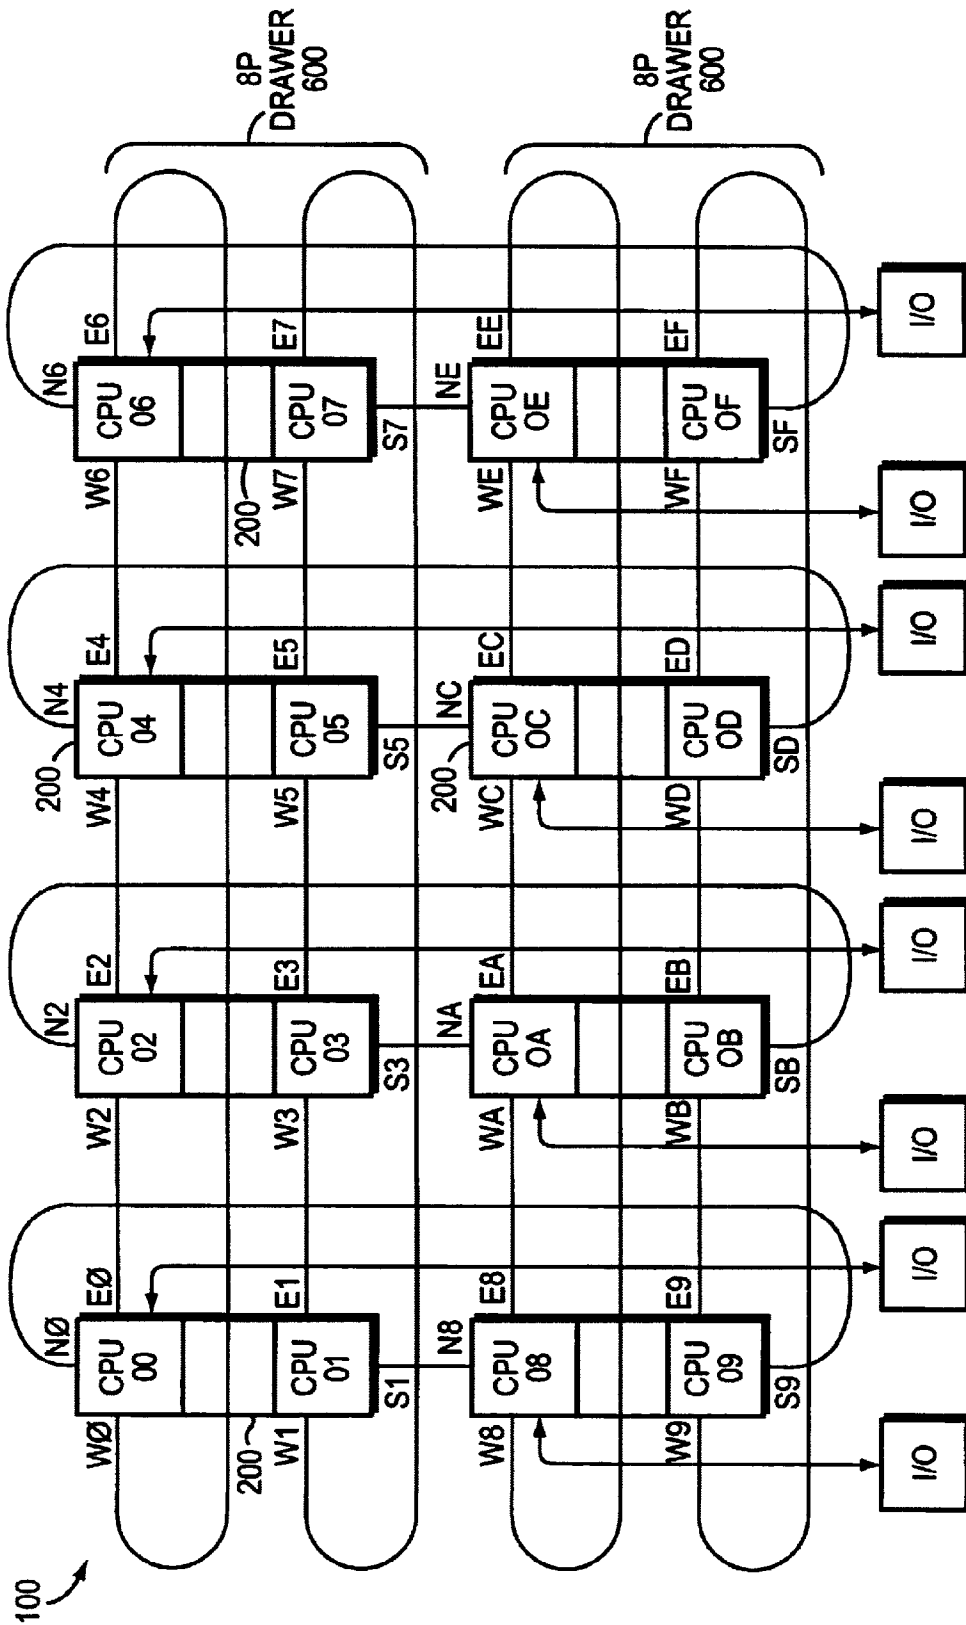 100
8P
DRAWER
600
8P
DRAWER
600
NØ
N2
N4
N6
200
WØ
CPU
00
EØ
W2
CPU
02
E2
W4
CPU
04
E4
W6
CPU
06
E6
200
200
W1
CPU
01
E1
W3
CPU
03
E3
W5
CPU
05
E5
W7
CPU
07
E7
S1
S3
S5
S7
N8
NA
NC
NE
200
W8
CPU
08
E8
WA
CPU
OA
EA
WC
CPU
OC
EC
WE
CPU
OE
EE
W9
CPU
09
E9
WB
CPU
OB
EB
WD
CPU
OD
ED
WF
CPU
OF
EF
S9
SB
SD
SF
I/O
I/O
I/O
I/O
I/O
I/O
I/O
I/O